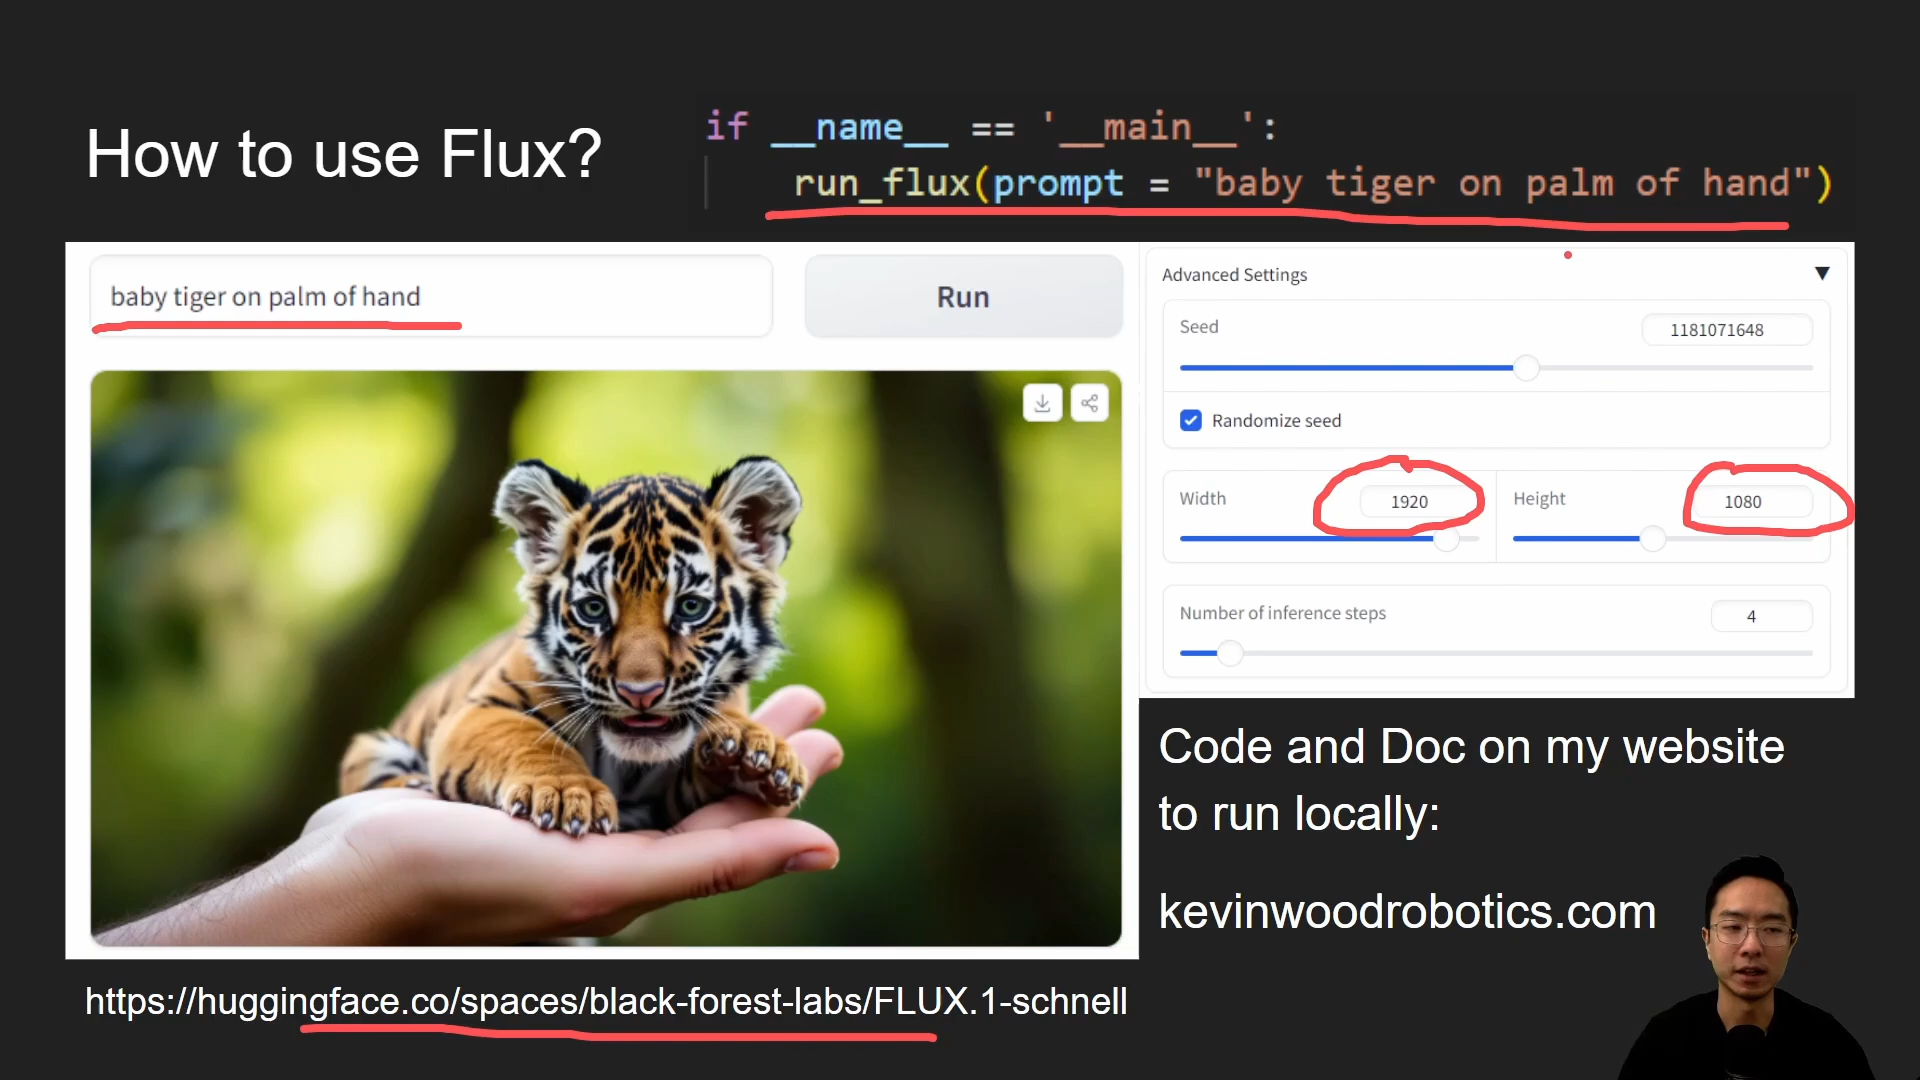 How to use Flux?
if __name__ == '__main__':
run_flux(prompt = "baby tiger on palm of hand")
baby tiger on palm of hand
Run
Advanced Settings
Seed
1181071648
Randomize seed
Width
1920
Height
1080
Number of inference steps
4
Code and Doc on my website
to run locally:
kevinwoodrobotics.com
https://huggingface.co/spaces/black-forest-labs/FLUX.1-schnell